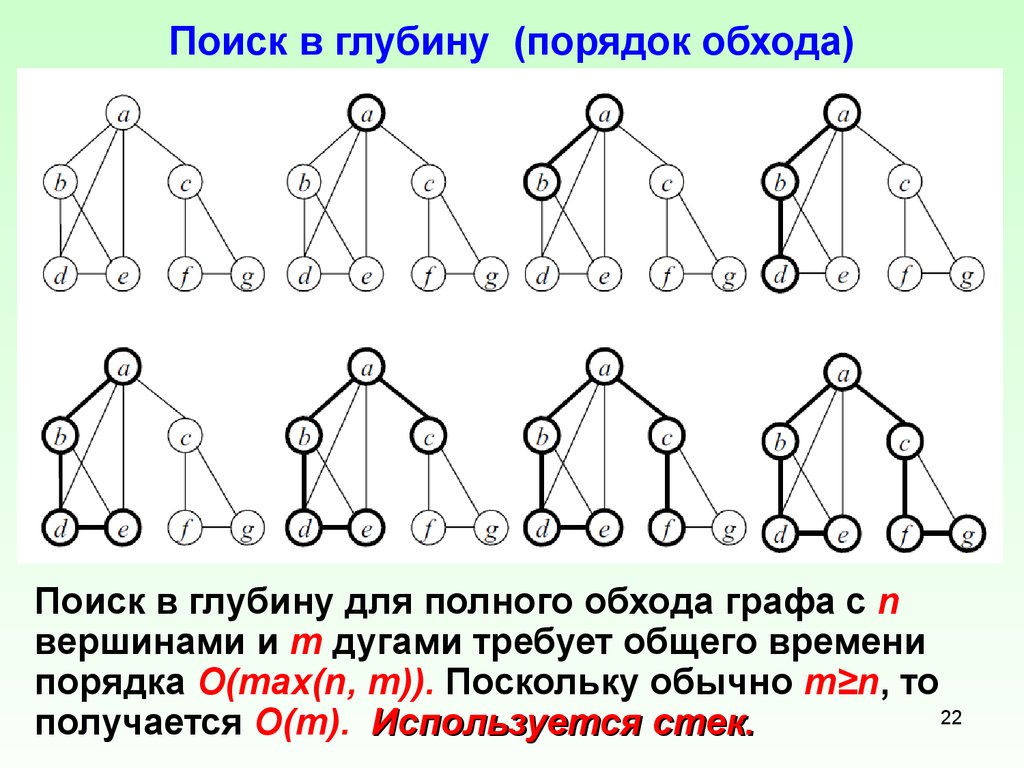 Поиск в глубину (порядок обхода)
a a a a
b c b c b c b c
d e f g d e f g d e f g d e f g
a a a a
b c b c b c b c
d e f g d e f g d e f g d e f g
Поиск в глубину для полного обхода графа с n
вершинами и m дугами требует общего времени
порядка O(max(n, m)). Поскольку обычно m≥n, то
получается O(m). Используется стек.
22